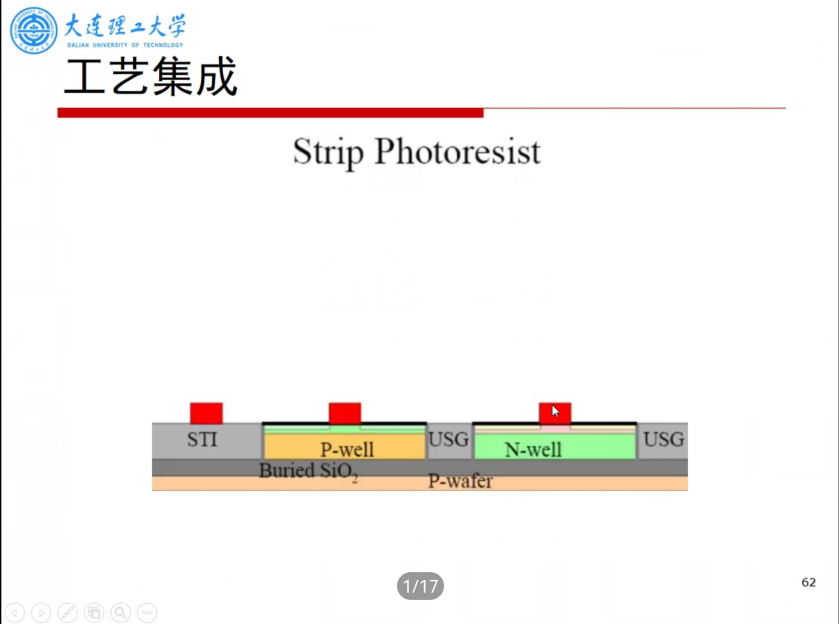 大连理工大学
DALIAN UNIVERSITY OF TECHNOLOGY
工艺集成
Strip Photoresist
STI
P-well
USG
N-well
USG
Buried SiO2
P-wafer
1/17
62